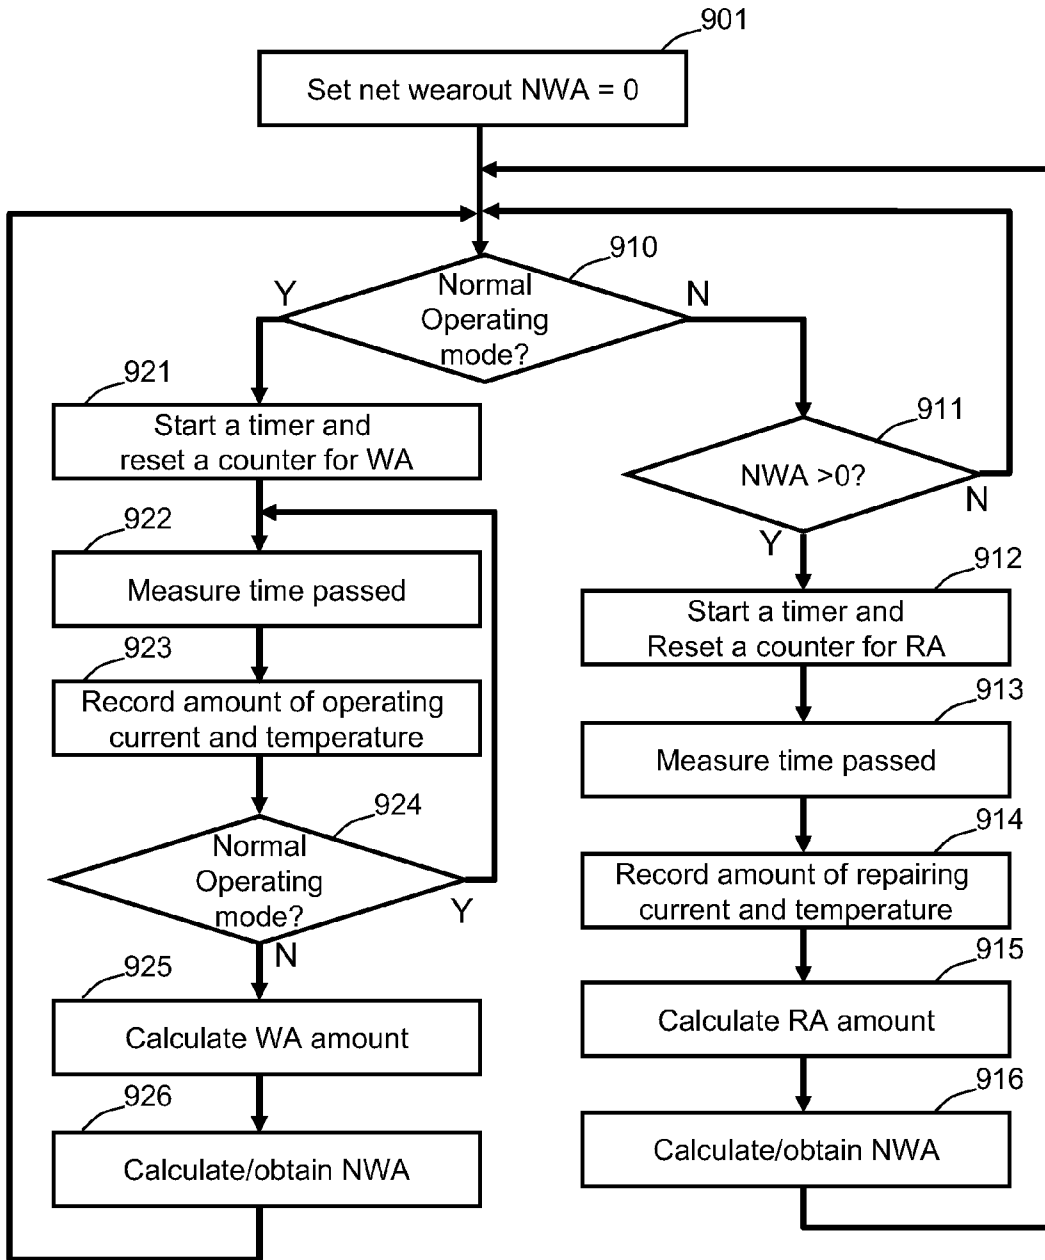 901
Set net wearout NWA = 0
910
Normal
Operating
mode?
Y
N
921
Start a timer and
reset a counter for WA
922
Measure time passed
923
Record amount of operating
current and temperature
924
Normal
Operating
mode?
Y
N
925
Calculate WA amount
926
Calculate/obtain NWA
911
NWA >0?
N
Y
912
Start a timer and
Reset a counter for RA
913
Measure time passed
914
Record amount of repairing
current and temperature
915
Calculate RA amount
916
Calculate/obtain NWA